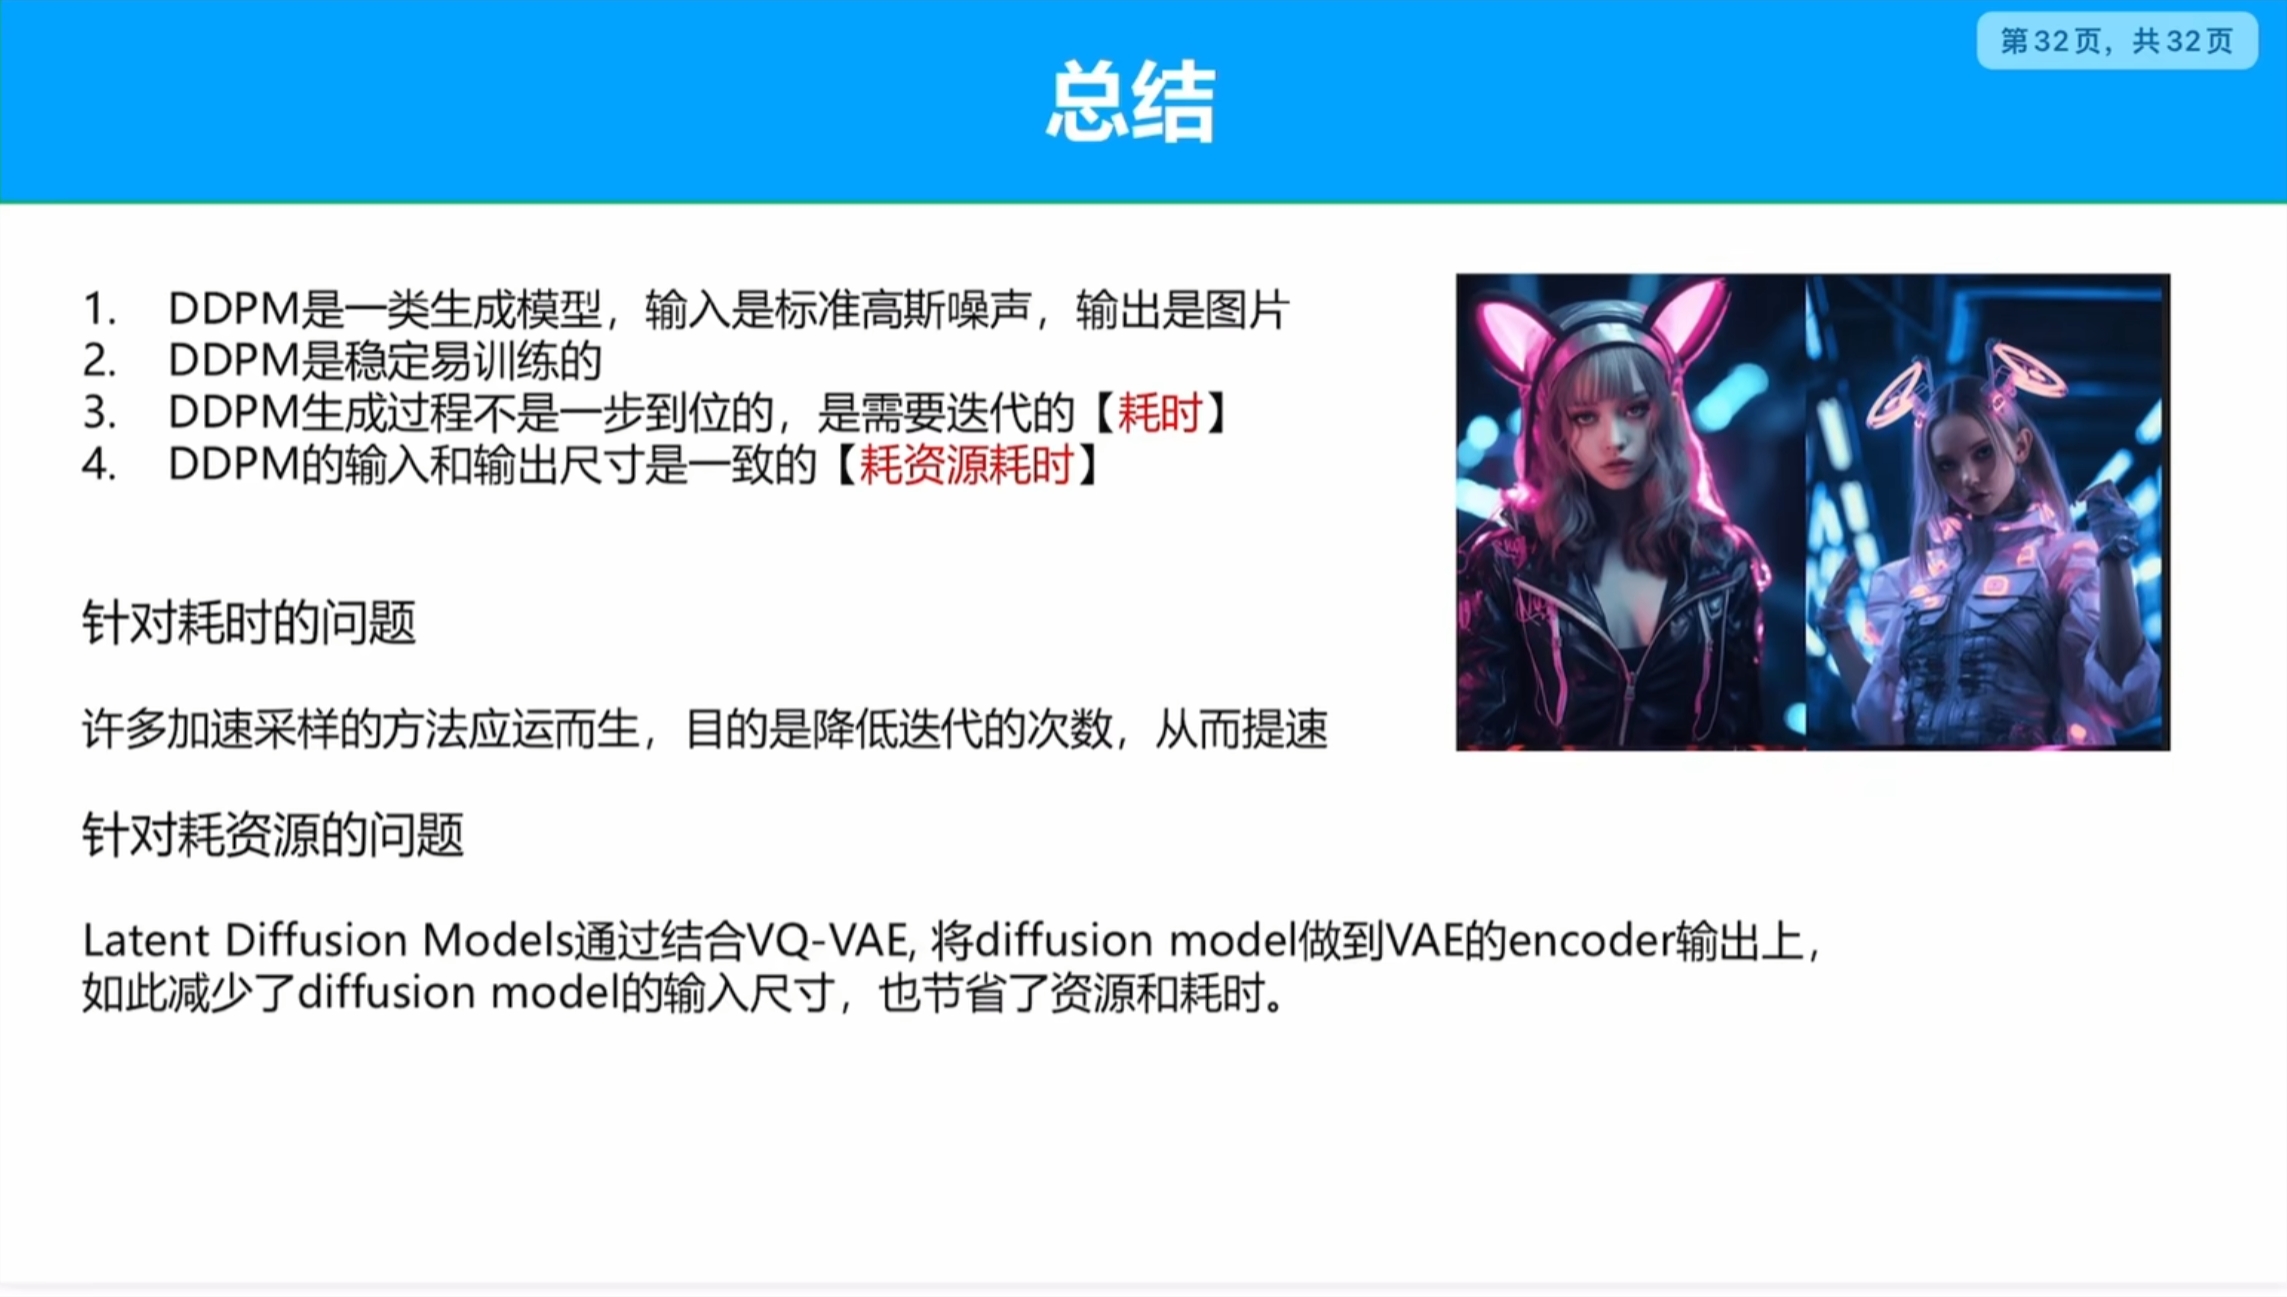 第32页，共32页
总结
1. DDPM是一类生成模型，输入是标准高斯噪声，输出是图片
2. DDPM是稳定易训练的
3. DDPM生成过程不是一步到位的，是需要迭代的【耗时】
4. DDPM的输入和输出尺寸是一致的【耗资源耗时】
针对耗时的问题
许多加速采样的方法应运而生，目的是降低迭代的次数，从而提速
针对耗资源的问题
Latent Diffusion Models通过结合VQ-VAE, 将diffusion model做到VAE的encoder输出上，
如此减少了diffusion model的输入尺寸，也节省了资源和耗时。